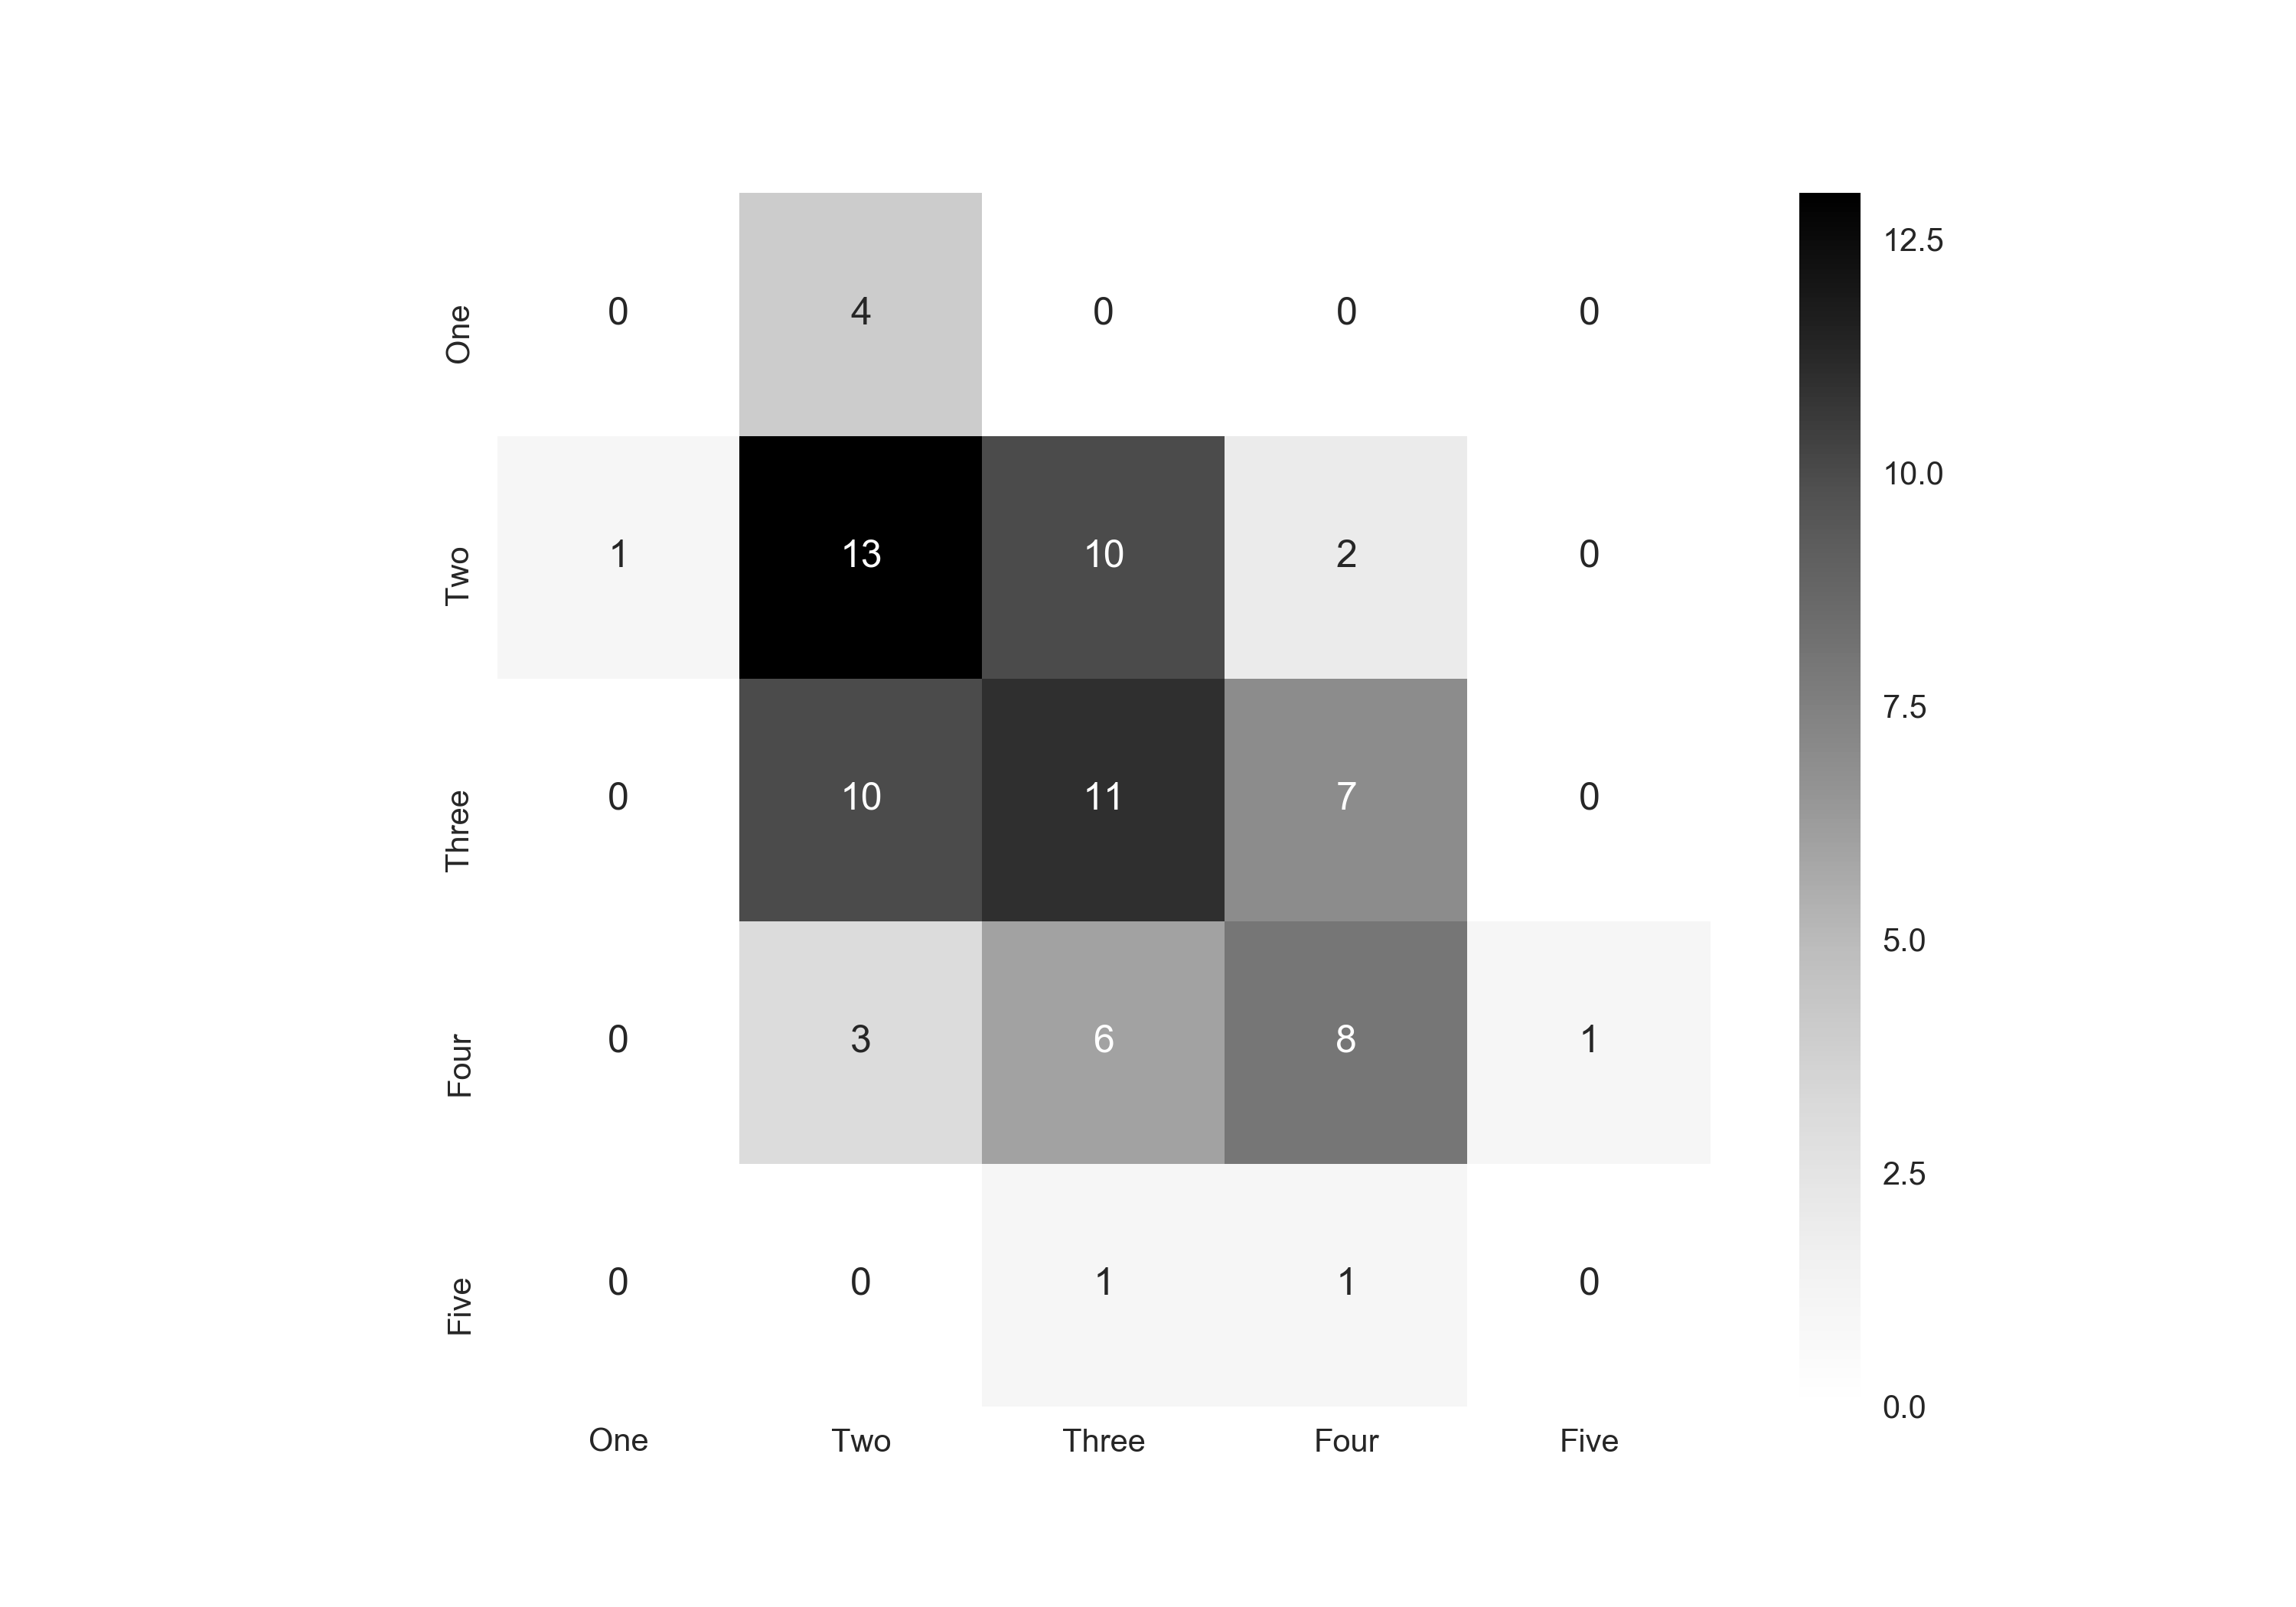 12.5
One 0 4 0 0 0
10.0
Two 1 13 10 2 0
7.5
Three 0 10 11 7 0
5.0
Four 0 3 6 8 1
2.5
Five 0 0 1 1 0
0.0
One Two Three Four Five